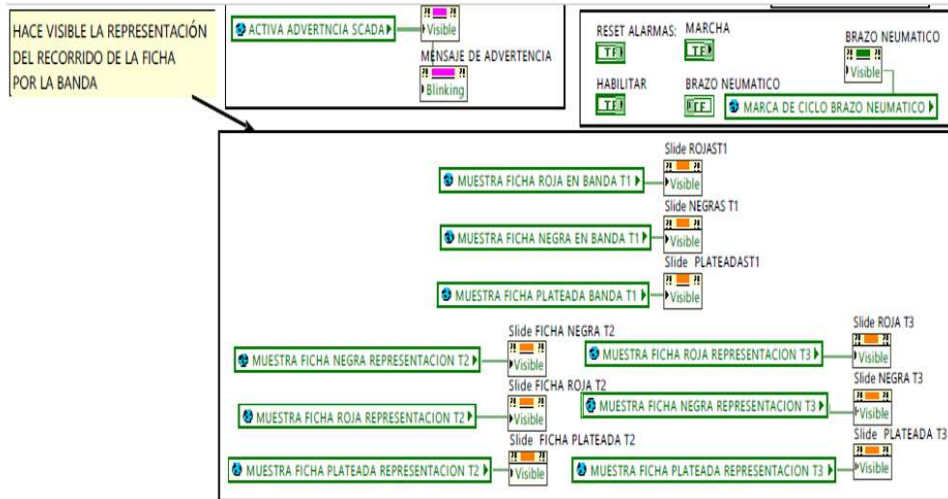 HACE VISIBLE LA REPRESENTACIÓN
DEL RECORRIDO DE LA FICHA
POR LA BANDA
ACTIVA ADVERTNCIA SCADA
Visible
MENSAJE DE ADVERTENCIA
Blinking
RESET ALARMAS:
MARCHA
TF
TF
BRAZO NEUMATICO
Visible
HABILITAR
BRAZO NEUMATICO
TF
TF
MARCA DE CICLO BRAZO NEUMATICO
Slide ROJAST1
MUESTRA FICHA ROJA EN BANDA T1
Visible
Slide NEGRAS T1
MUESTRA FICHA NEGRA EN BANDA T1
Visible
Slide PLATEADAST1
MUESTRA FICHA PLATEADA BANDA T1
Visible
Slide FICHA NEGRA T2
MUESTRA FICHA NEGRA REPRESENTACION T2
Visible
Slide ROJA T3
MUESTRA FICHA ROJA REPRESENTACION T3
Visible
Slide FICHA ROJA T2
MUESTRA FICHA ROJA REPRESENTACION T2
Visible
Slide NEGRA T3
MUESTRA FICHA NEGRA REPRESENTACION T3
Visible
Slide FICHA PLATEADA T2
MUESTRA FICHA PLATEADA REPRESENTACION T2
Visible
Slide PLATEADA T3
MUESTRA FICHA PLATEADA REPRESENTACION T3
Visible